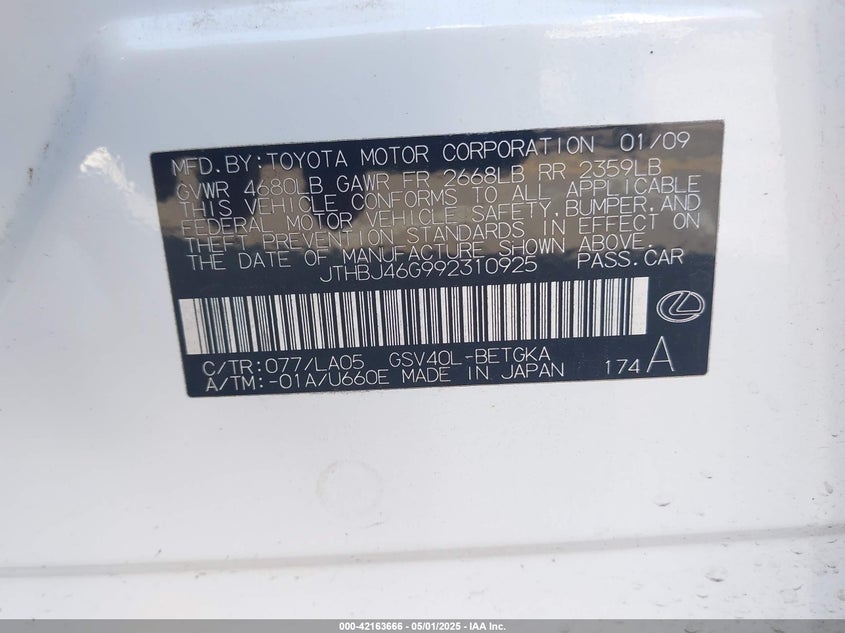 MFD.BY:TOYOTA MOTOR CORPORATION 01/09
GVWR 4680LB GAWR FR 2668LB RR 2359LB
THIS VEHICLE CONFORMS TO ALL APPLICABLE
FEDERAL MOTOR VEHICLE SAFETY,BUMPER,AND
THEFT PREVENTION STANDARDS IN EFFECT ON
THE DATE OF MANUFACTURE SHOWN ABOVE.
JTHBJ46G992310925 PASS.CAR
C/TR:077/LA05 GSV40L-BETGKA
A/TM:-01A/U660E MADE IN JAPAN 174 A
000-42163666 - 05/01/2025 - IAA Inc.